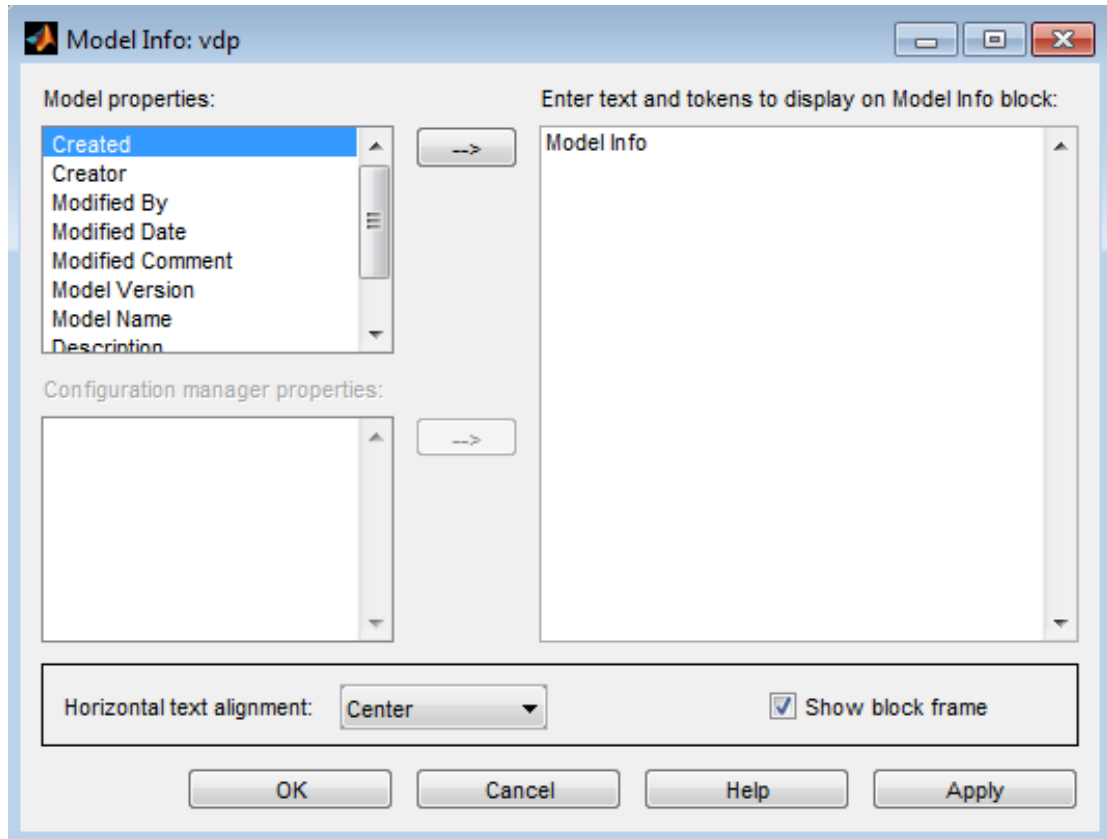 Model Info: vdp
Model properties:
Created
Creator
Modified By
Modified Date
Modified Comment
Model Version
Model Name
Description
-->
Configuration manager properties:
-->
Enter text and tokens to display on Model Info block:
Model Info
Horizontal text alignment:
Center
Show block frame
OK
Cancel
Help
Apply